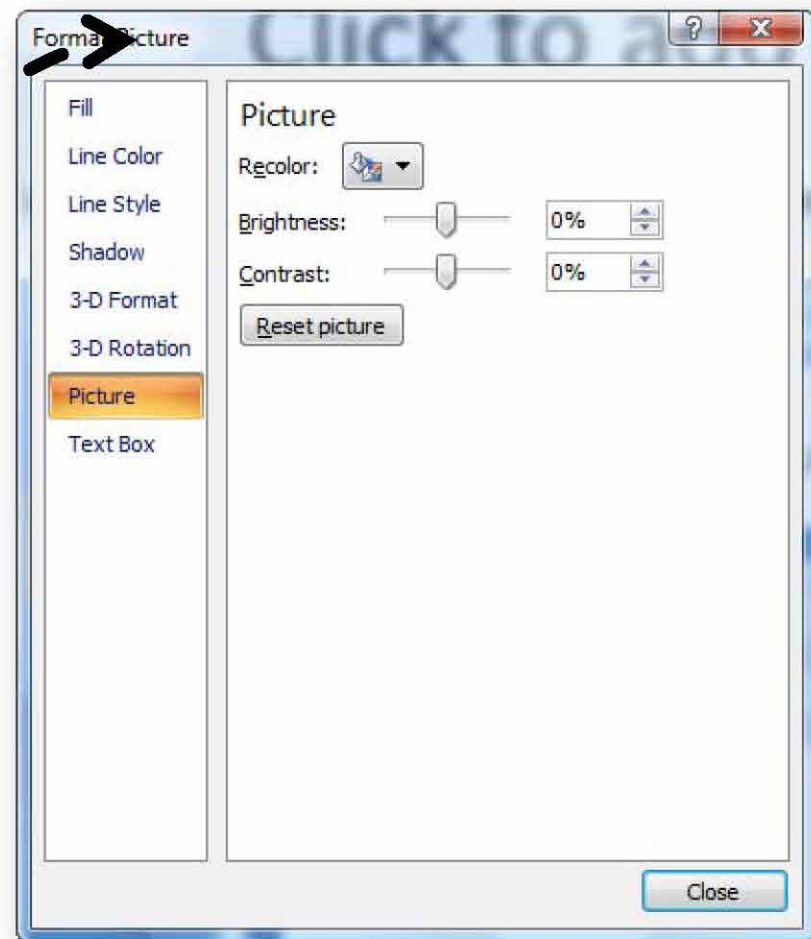 Format Picture
Click to add
Fill
Line Color
Line Style
Shadow
3-D Format
3-D Rotation
Picture
Text Box
Picture
Recolor:
Brightness: 0%
Contrast: 0%
Reset picture
Close